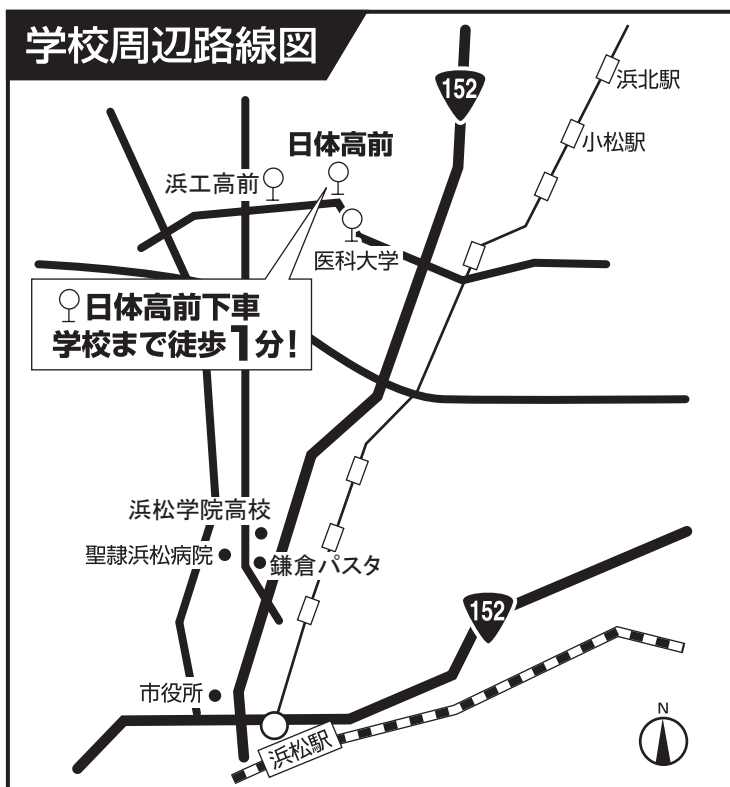 学校周辺路線図
152
浜北駅
小松駅
日体高前
浜工高前
医科大学
日体高前下車
学校まで徒歩1分!
浜松学院高校
聖隷浜松病院
鎌倉パスタ
152
市役所
浜松駅
N